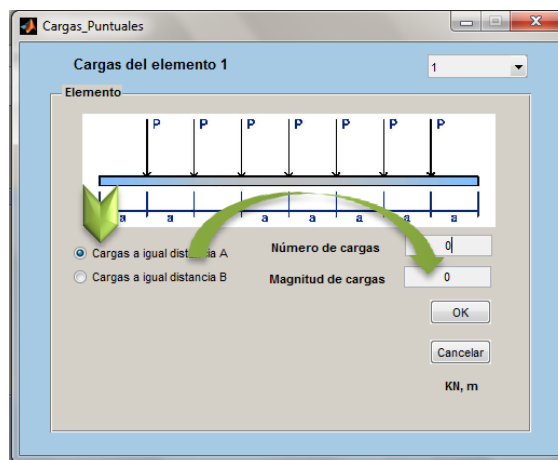 Cargas_Puntuales
Cargas del elemento 1
1
Elemento
P P P P P P P
a a a a a a a
Cargas a igual distancia A
Número de cargas
0
Cargas a igual distancia B
Magnitud de cargas
0
OK
Cancelar
KN, m